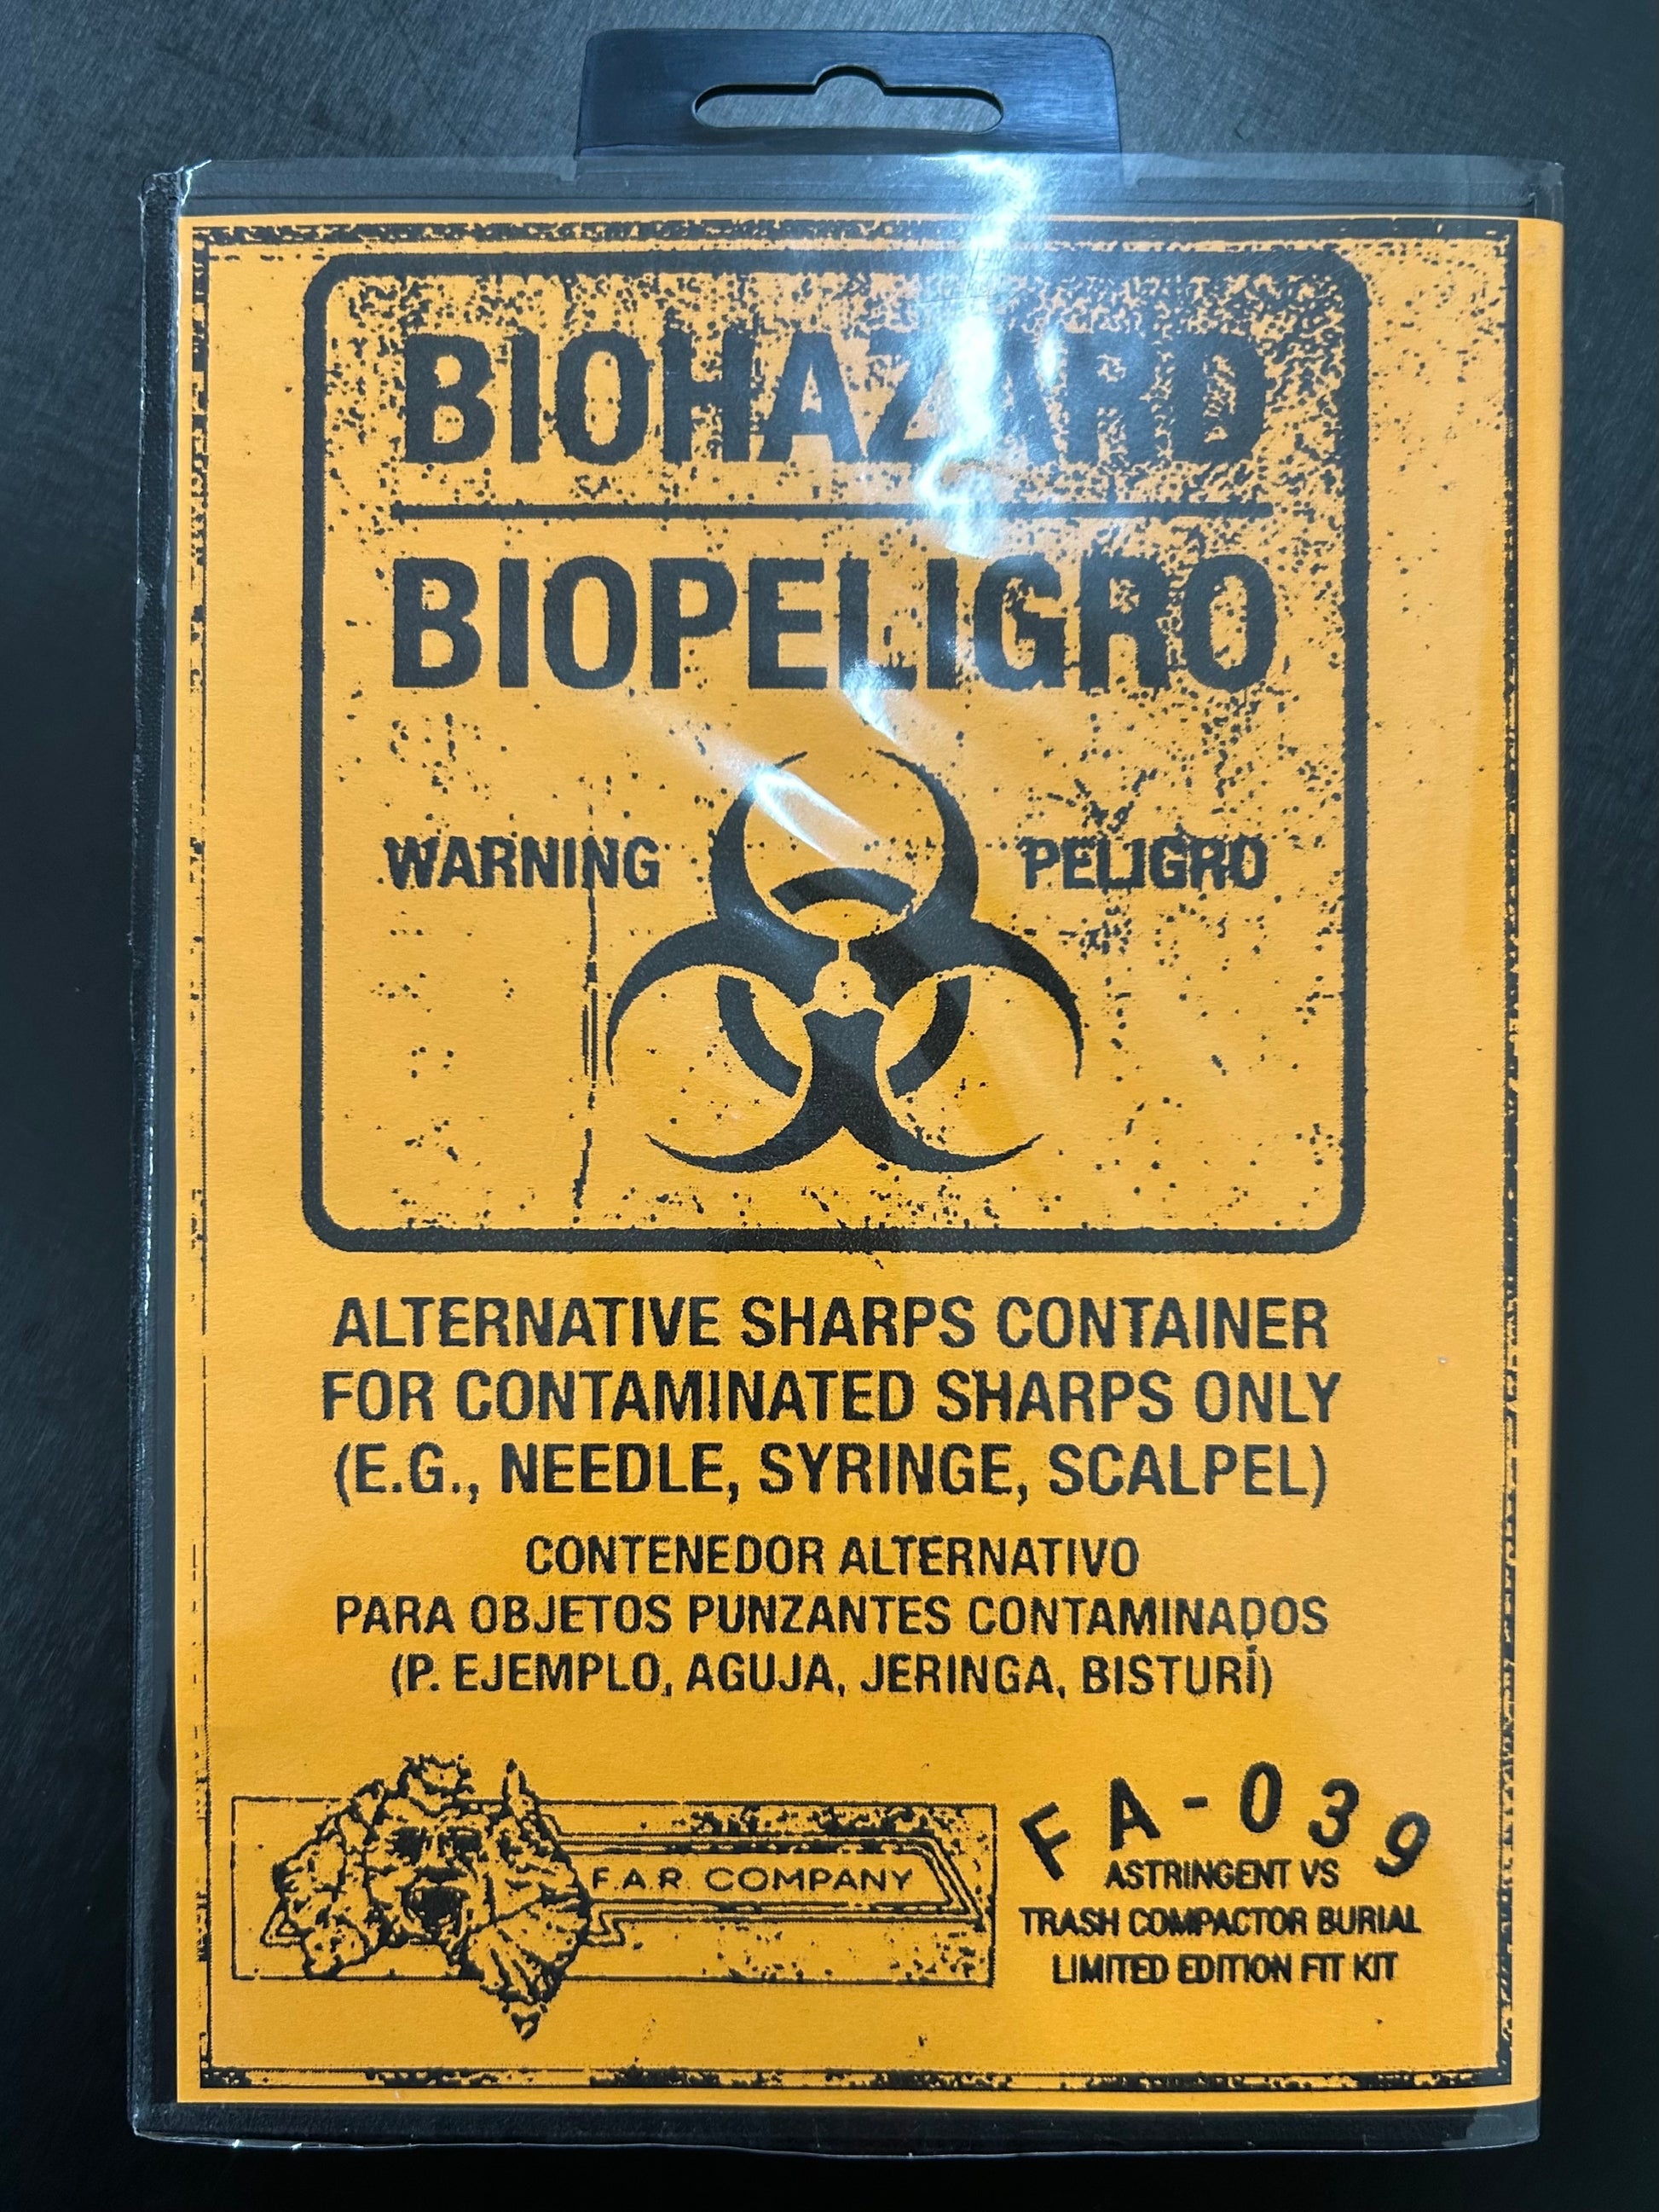 BIOHAZARD
BIOPELIGRO
WARNING
PELIGRO
ALTERNATIVE SHARPS CONTAINER
FOR CONTAMINATED SHARPS ONLY
(E.G., NEEDLE, SYRINGE, SCALPEL)
CONTENEDOR ALTERNATIVO
PARA OBJETOS PUNZANTES CONTAMINADOS
(P. EJEMPLO, AGUJA, JERINGA, BISTURÍ)
F.A.R. COMPANY
FA-039
ASTRINGENT VS
TRASH COMPACTOR BURIAL
LIMITED EDITION FIT KIT